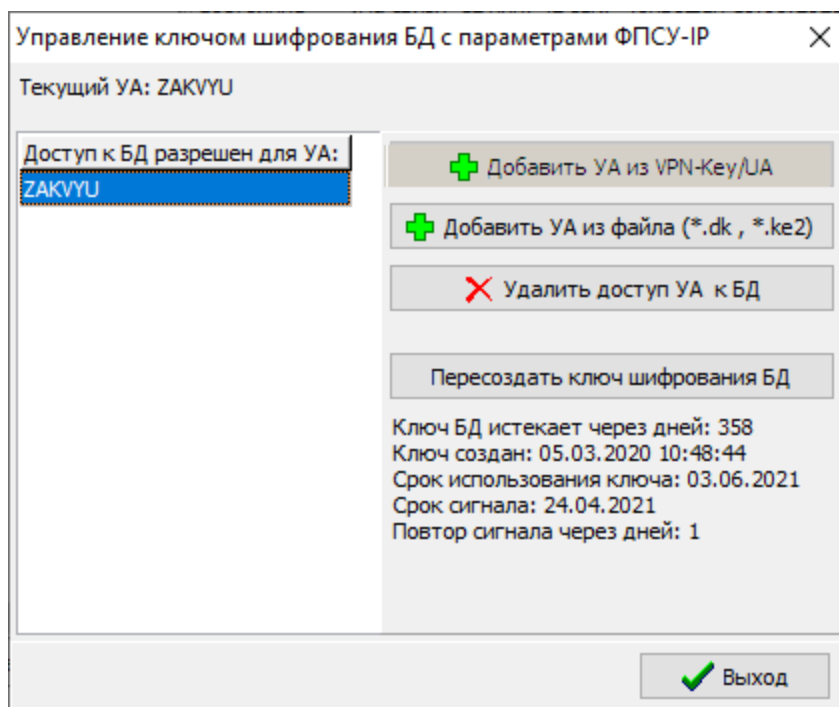 Управление ключом шифрования БД с параметрами ФПСУ-IP
Текущий УА: ZAKVYU
Доступ к БД разрешен для УА:
ZAKVYU
Добавить УА из VPN-Key/UA
Добавить УА из файла (*.dk , *.ke2)
Удалить доступ УА к БД
Пересоздать ключ шифрования БД
Ключ БД истекает через дней: 358
Ключ создан: 05.03.2020 10:48:44
Срок использования ключа: 03.06.2021
Срок сигнала: 24.04.2021
Повтор сигнала через дней: 1
Выход